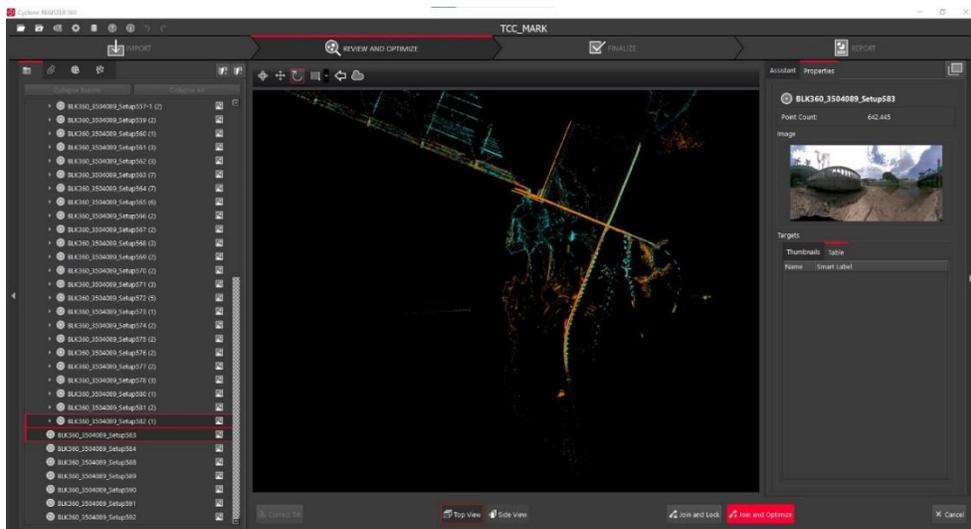 Cyclone REGISTER 360
TCC_MARK
IMPORT
REVIEW AND OPTIMIZE
FINALIZE
REPORT
Collapse Bundle
Collapse All
BLK360_3504089_Setup557-1 (2)
BLK360_3504089_Setup559 (2)
BLK360_3504089_Setup560 (1)
BLK360_3504089_Setup561 (3)
BLK360_3504089_Setup562 (3)
BLK360_3504089_Setup563 (7)
BLK360_3504089_Setup564 (7)
BLK360_3504089_Setup565 (6)
BLK360_3504089_Setup566 (2)
BLK360_3504089_Setup567 (2)
BLK360_3504089_Setup568 (3)
BLK360_3504089_Setup569 (2)
BLK360_3504089_Setup570 (2)
BLK360_3504089_Setup571 (3)
BLK360_3504089_Setup572 (5)
BLK360_3504089_Setup573 (1)
BLK360_3504089_Setup574 (2)
BLK360_3504089_Setup575 (2)
BLK360_3504089_Setup576 (2)
BLK360_3504089_Setup577 (2)
BLK360_3504089_Setup578 (3)
BLK360_3504089_Setup580 (1)
BLK360_3504089_Setup581 (2)
BLK360_3504089_Setup582 (1)
BLK360_3504089_Setup583
BLK360_3504089_Setup584
BLK360_3504089_Setup588
BLK360_3504089_Setup589
BLK360_3504089_Setup590
BLK360_3504089_Setup591
BLK360_3504089_Setup592
Assistant Properties
BLK360_3504089_Setup583
Point Count: 642.445
Image
Targets
Thumbnails Table
Name Smart Label
Correct Tilt
Top View
Side View
Join and Lock
Join and Optimize
Cancel